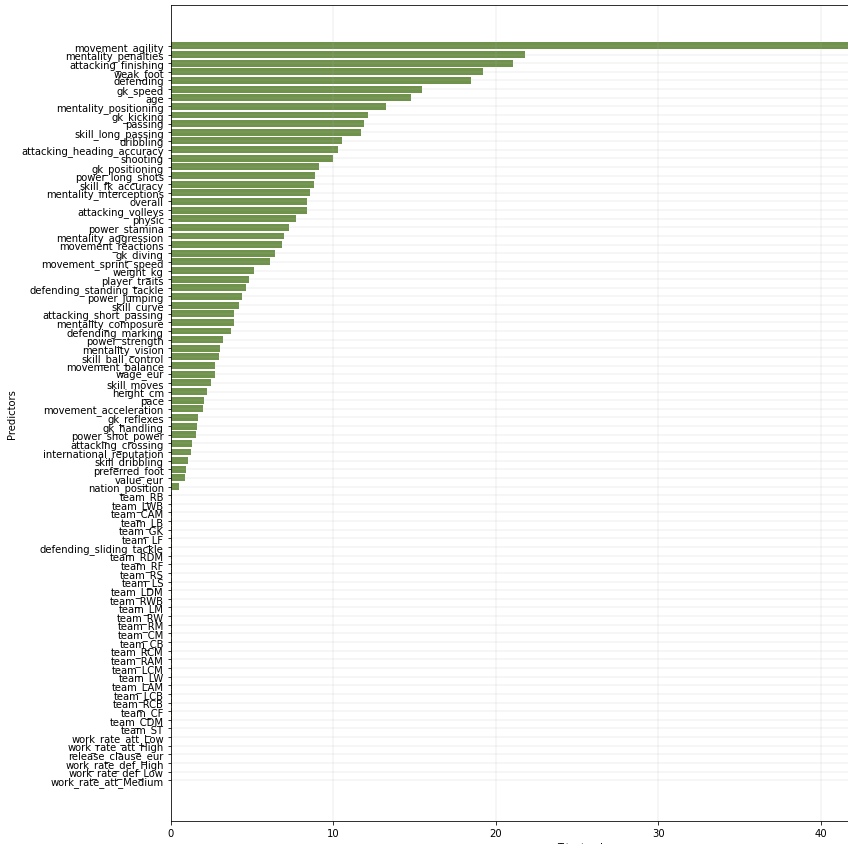 movement_agility
mentality_penalties
attacking_finishing
weak_foot
defending
gk_speed
age
mentality_positioning
gk_kicking
passing
skill_long_passing
dribbling
attacking_heading_accuracy
shooting
gk_positioning
power_long_shots
skill_fk_accuracy
mentality_interceptions
overall
attacking_volleys
physic
power_stamina
mentality_aggression
movement_reactions
gk_diving
movement_sprint_speed
weight_kg
player_traits
defending_standing_tackle
power_jumping
skill_curve
attacking_short_passing
mentality_composure
defending_marking
power_strength
mentality_vision
skill_ball_control
movement_balance
wage_eur
skill_moves
height_cm
pace
movement_acceleration
gk_reflexes
gk_handling
power_shot_power
attacking_crossing
international_reputation
skill_dribbling
preferred_foot
value_eur
nation_position
team_RB
team_LWB
team_CAM
team_LB
team_GK
team_LF
defending_sliding_tackle
team_RDM
team_RF
team_RS
team_LS
team_LDM
team_RWB
team_LM
team_RW
team_RM
team_CM
team_CB
team_RCM
team_RAM
team_LCM
team_LW
team_LAM
team_LCB
team_RCB
team_CF
team_CDM
team_ST
work_rate_att_Low
work_rate_att_High
release_clause_eur
work_rate_def_High
work_rate_def_Low
work_rate_att_Medium
Predictors
0 10 20 30 40